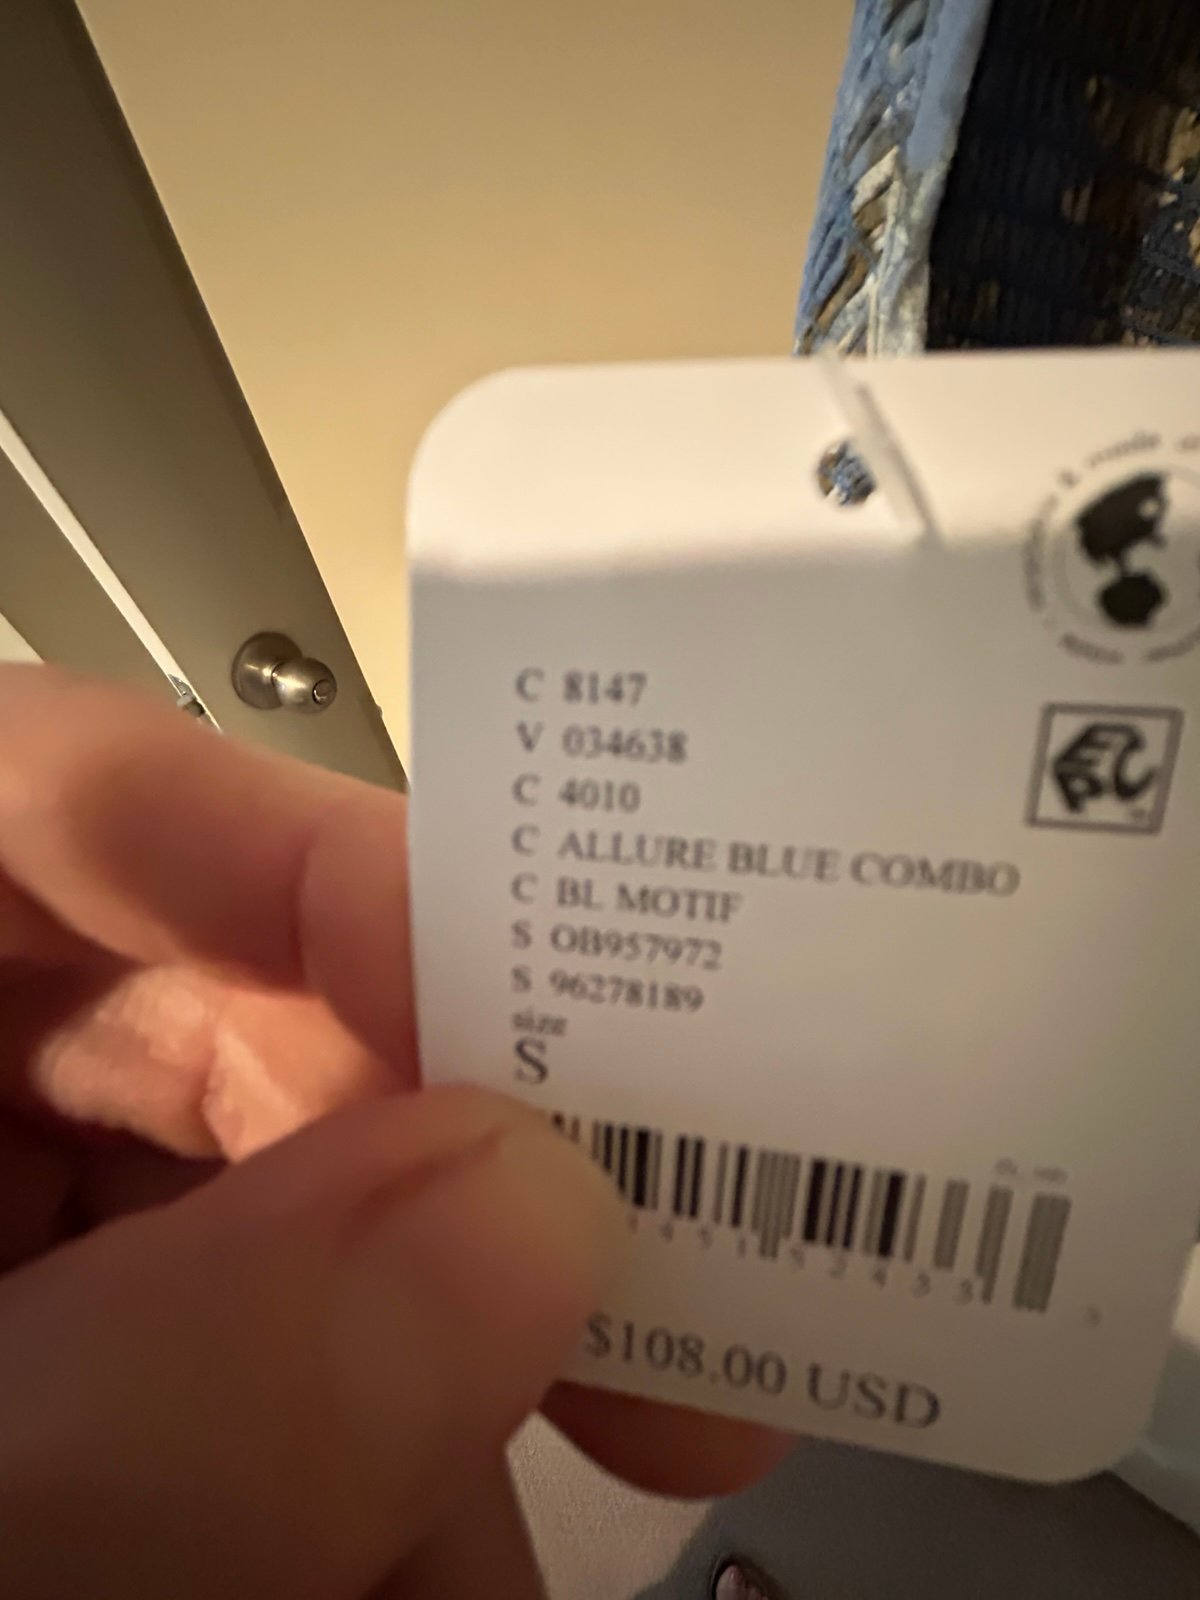 C 8147
V 034638
C 4010
C ALLURE BLUE COMBO
C BL MOTIF
S OB957972
S 96278189
size
S
$108.00 USD